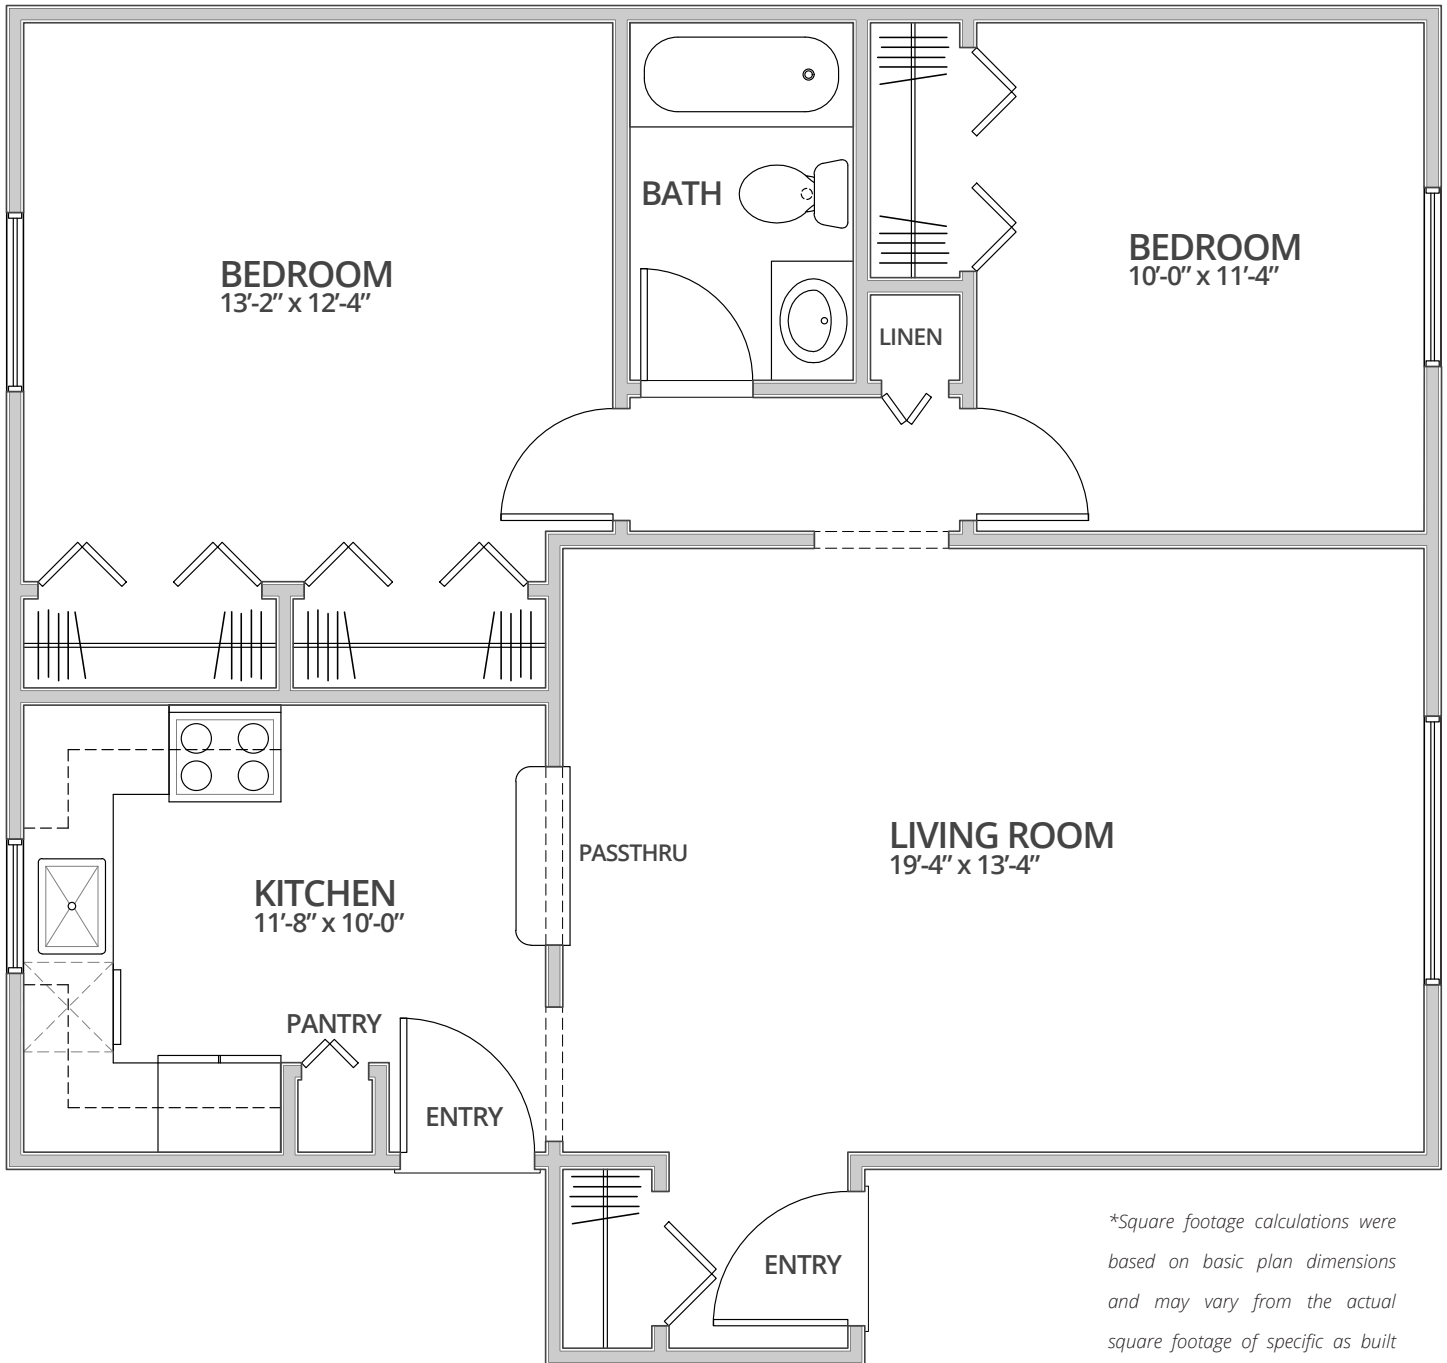 BATH
BEDROOM
13’-2” x 12’-4”
BEDROOM
10’-0” x 11’-4”
LINEN
LIVING ROOM
19’-4” x 13’-4”
PASSTHRU
KITCHEN
11’-8” x 10’-0”
PANTRY
ENTRY
ENTRY
*Square footage calculations were
based on basic plan dimensions
and may vary from the actual
square footage of specific as built